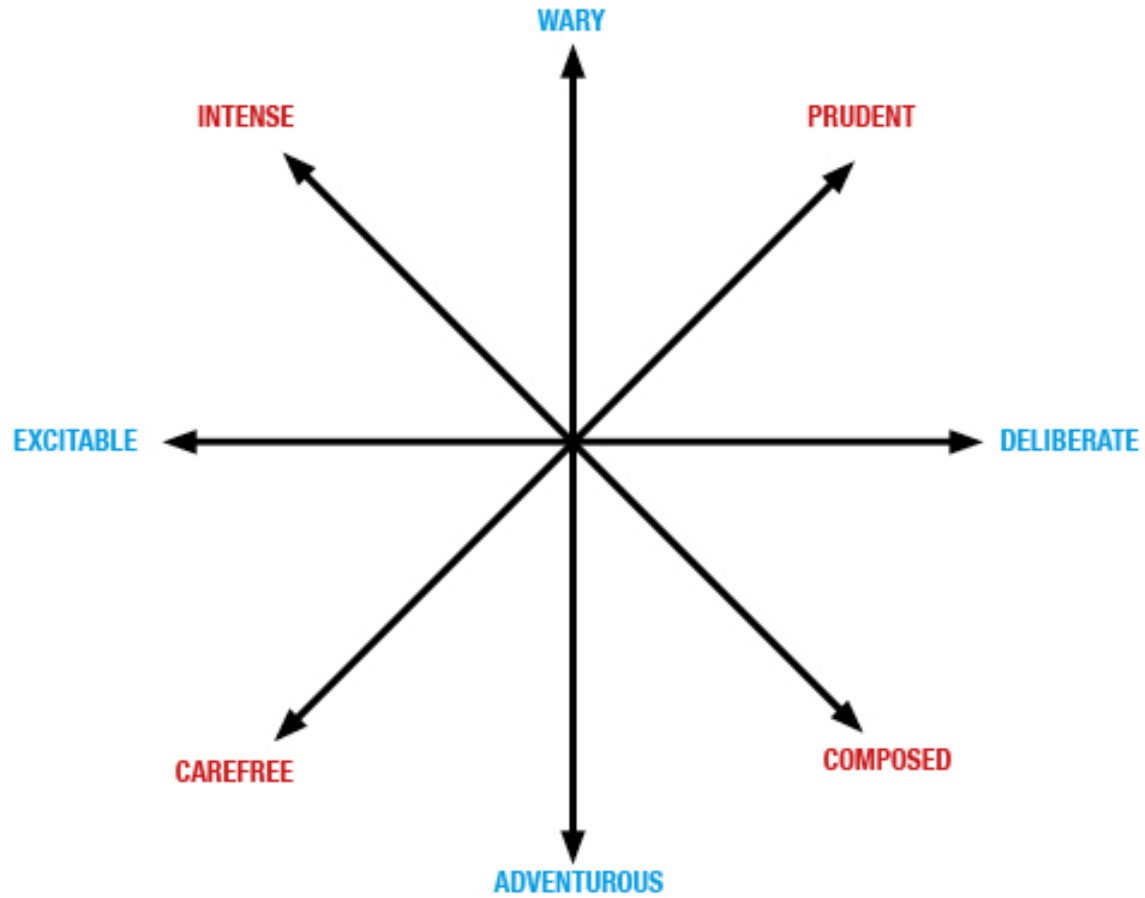 WARY
INTENSE
PRUDENT
EXCITABLE
DELIBERATE
CAREFREE
COMPOSED
ADVENTUROUS